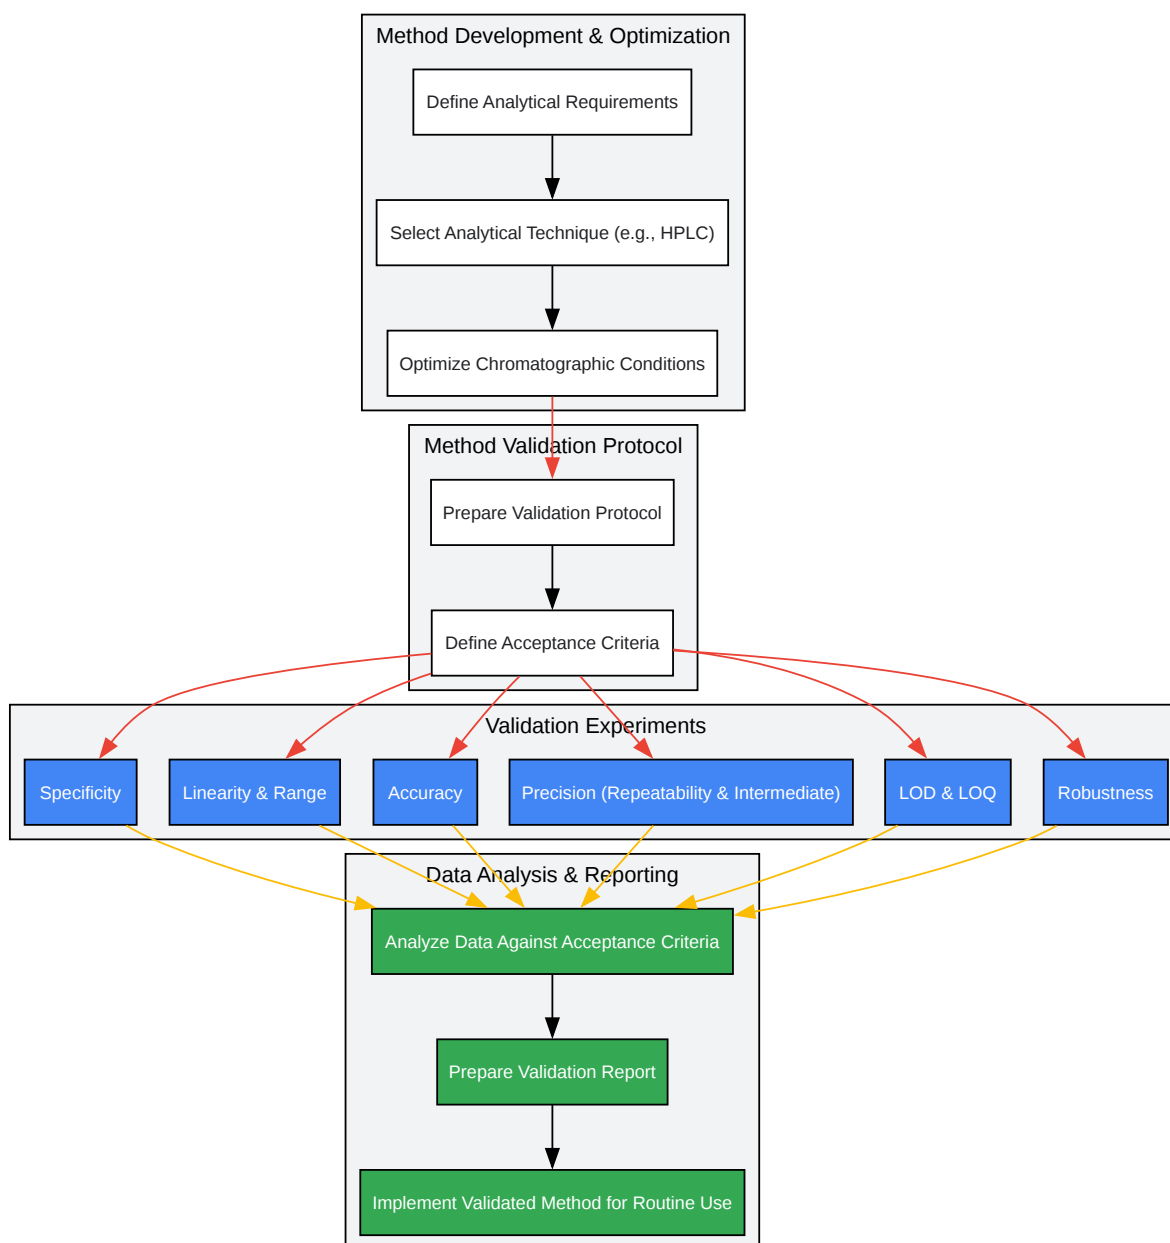 Method Development & Optimization
Define Analytical Requirements
Select Analytical Technique (e.g., HPLC)
Optimize Chromatographic Conditions
Method Validation Protocol
Prepare Validation Protocol
Define Acceptance Criteria
Validation Experiments
Specificity
Linearity & Range
Accuracy
Precision (Repeatability & Intermediate)
LOD & LOQ
Robustness
Data Analysis & Reporting
Analyze Data Against Acceptance Criteria
Prepare Validation Report
Implement Validated Method for Routine Use